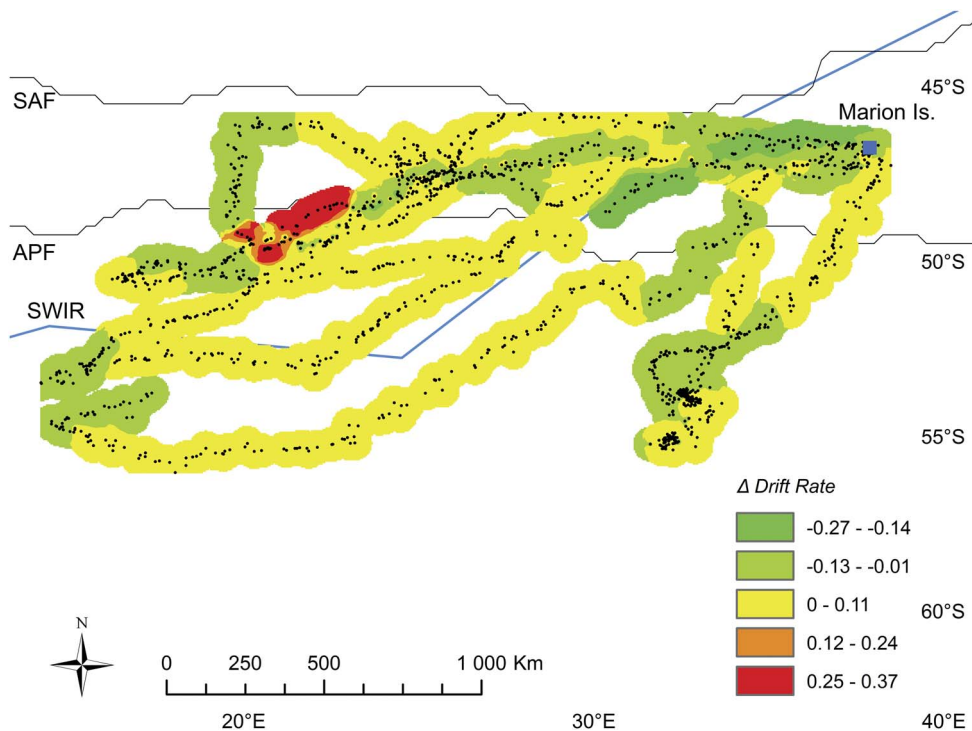 45°S
SAF
Marion Is.
APF
50°S
SWIR
55°S
Δ Drift Rate
-0.27 - -0.14
-0.13 - -0.01
0 - 0.11
60°S
0.12 - 0.24
0.25 - 0.37
N
0 250 500 1 000 Km
20°E 30°E 40°E